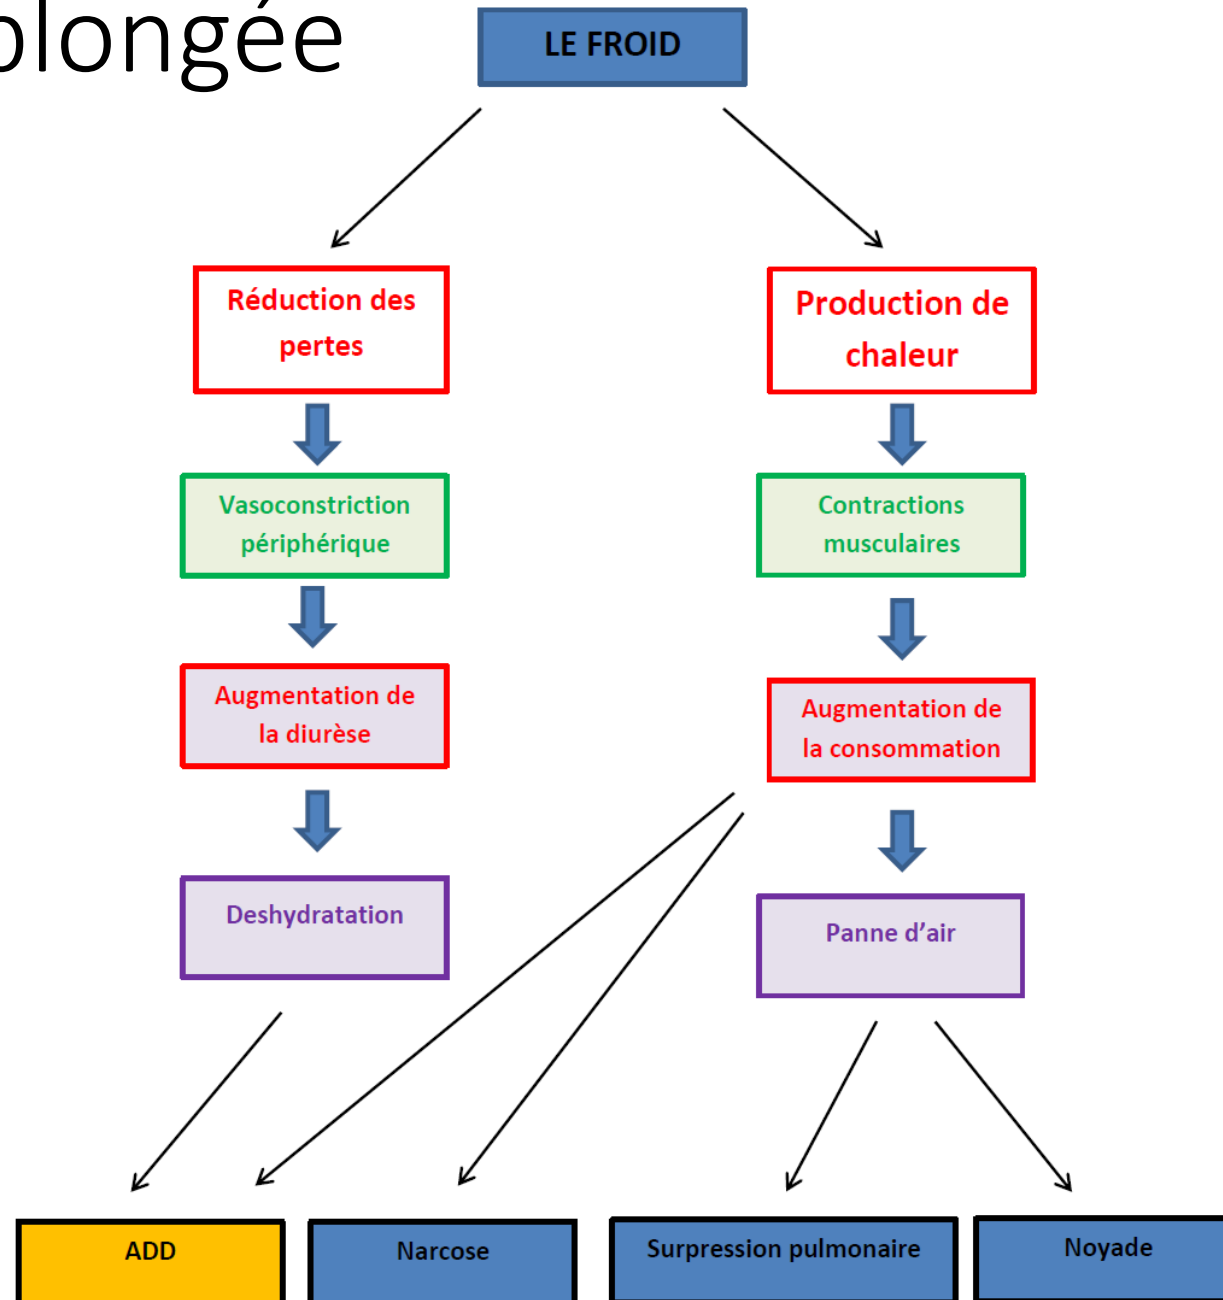 plongée
LE FROID
Réduction des
pertes
Production de
chaleur
Vasoconstriction
périphérique
Contractions
musculaires
Augmentation de
la diurèse
Augmentation de
la consommation
Deshydratation
Panne d'air
ADD
Narcose
Surpression pulmonaire
Noyade